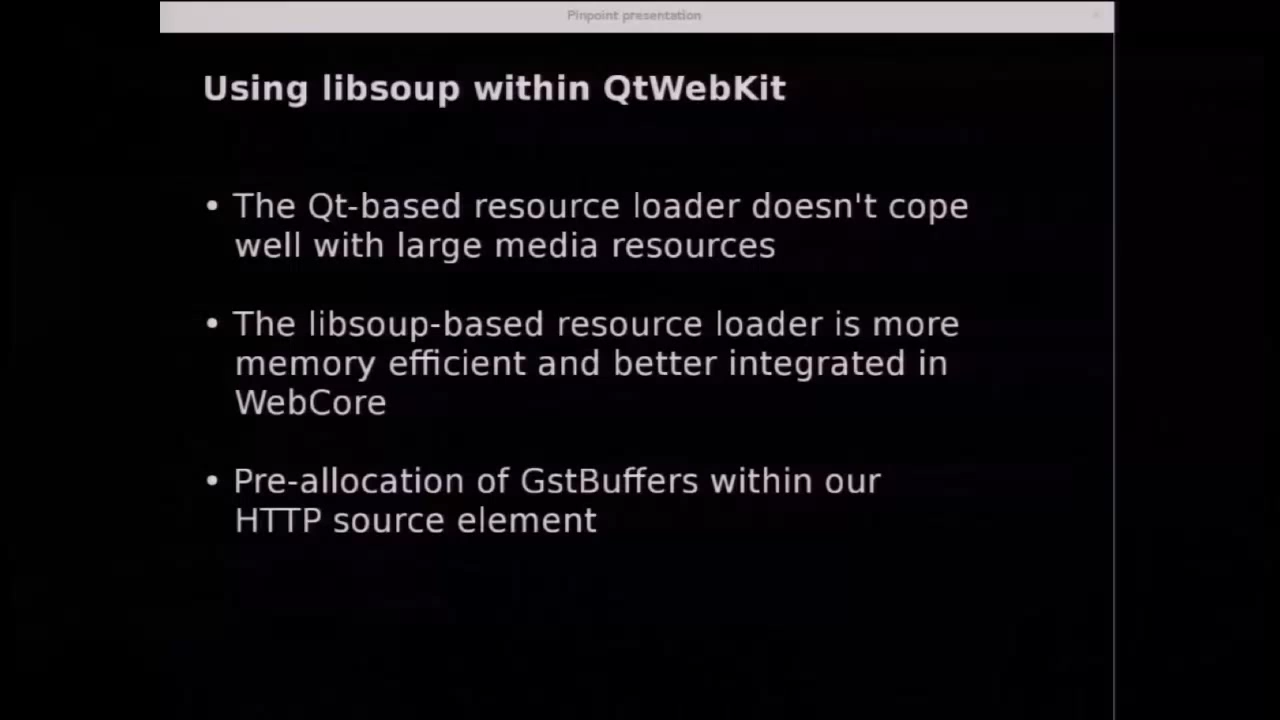 Pinpoint presentation
Using libsoup within QtWebKit
• The Qt-based resource loader doesn't cope
well with large media resources
• The libsoup-based resource loader is more
memory efficient and better integrated in
WebCore
• Pre-allocation of GstBuffers within our
HTTP source element